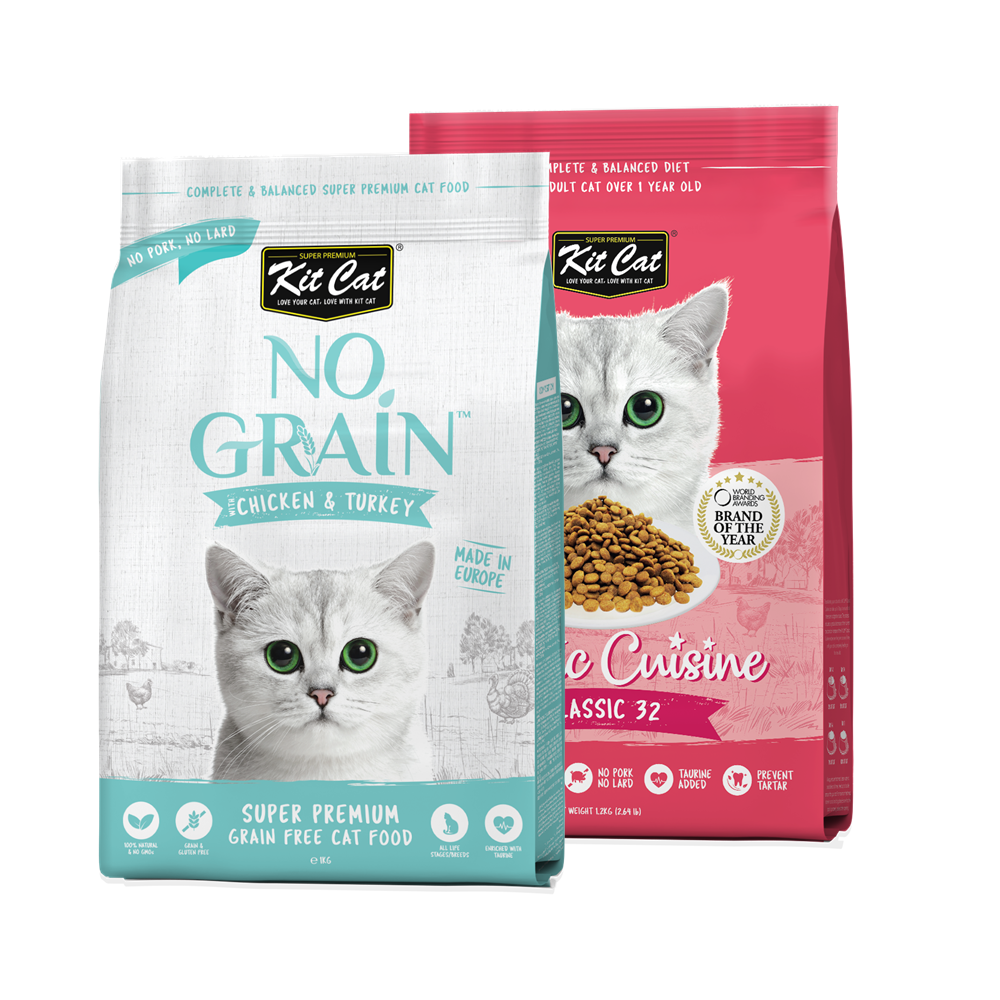 COMPLETE & BALANCED SUPER PREMIUM CAT FOOD
NO PORK, NO LARD
SUPER PREMIUM
Kit Cat®
LOVE YOUR CAT, LOVE WITH KIT CAT
NO
GRAIN™
WITH CHICKEN & TURKEY
MADE IN
EUROPE
SUPER PREMIUM
GRAIN FREE CAT FOOD
100% NATURAL
& NO GMOs
GRAIN &
GLUTEN FREE
ALL LIFE
STAGES/BREEDS
ENRICHED WITH
TAURINE
℮ 1KG
MPLETE & BALANCED DIET
DULT CAT OVER 1 YEAR OLD
SUPER PREMIUM
Kit Cat®
LOVE YOUR CAT, LOVE WITH KIT CAT
WORLD
BRANDING
AWARDS
BRAND
OF THE
YEAR
ic Cuisine
LASSIC 32
NO PORK
NO LARD
TAURINE
ADDED
PREVENT
TARTAR
WEIGHT 1.2KG (2.64 lb)